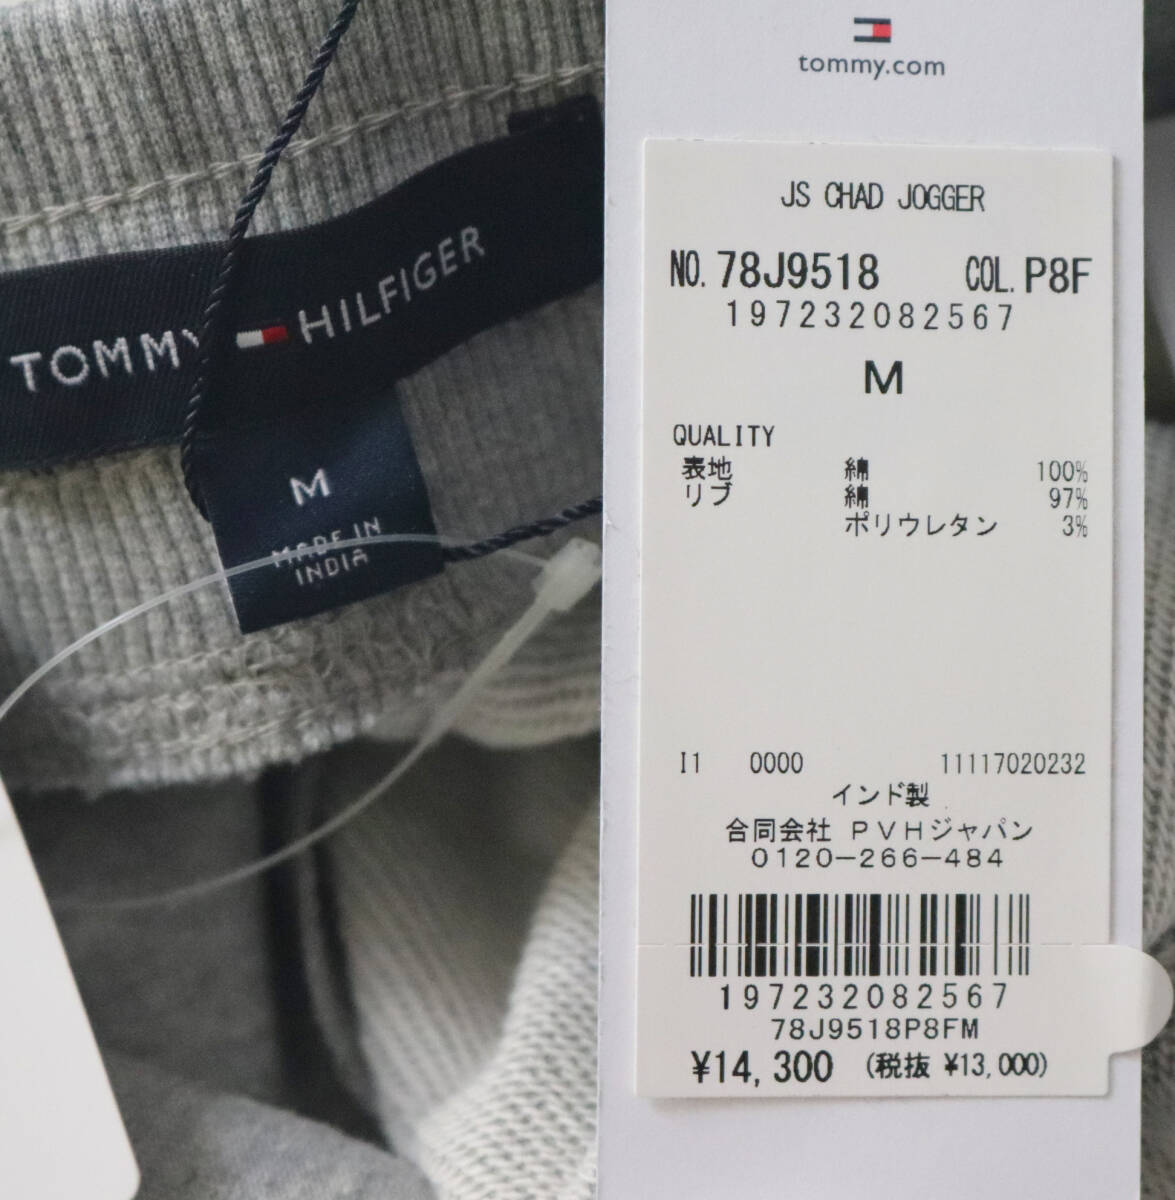 TOMMY HILFIGER
M
MADE IN
INDIA
tommy.com
JS CHAD JOGGER
NO. 78J9518 COL. P8F
197232082567
M
QUALITY
表地 綿 100%
リブ 綿 97%
ポリウレタン 3%
I1 0000 11117020232
インド製
合同会社 PVHジャパン
0120-266-484
197232082567
78J9518P8FM
¥14,300 (税抜 ¥13,000)